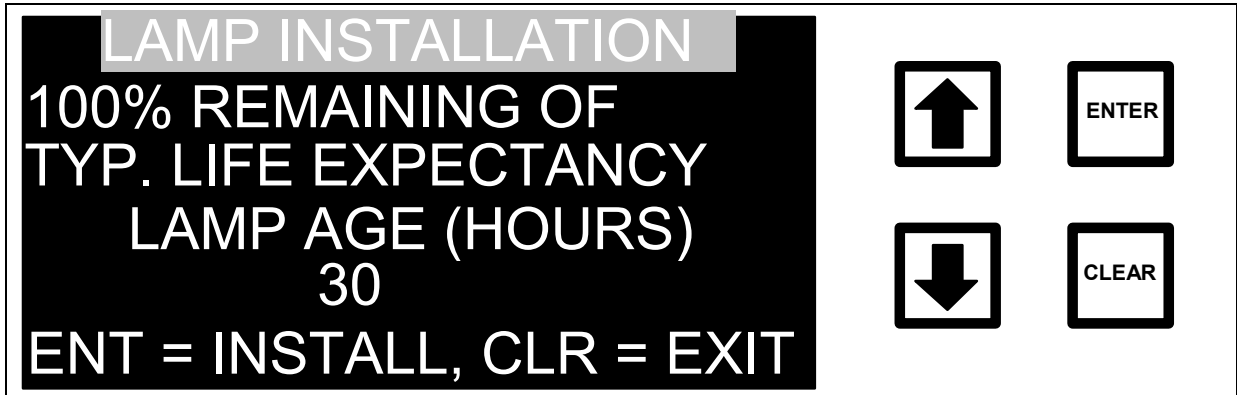 LAMP INSTALLATION
100% REMAINING OF
TYP. LIFE EXPECTANCY
LAMP AGE (HOURS)
30
ENT = INSTALL, CLR = EXIT
ENTER
CLEAR